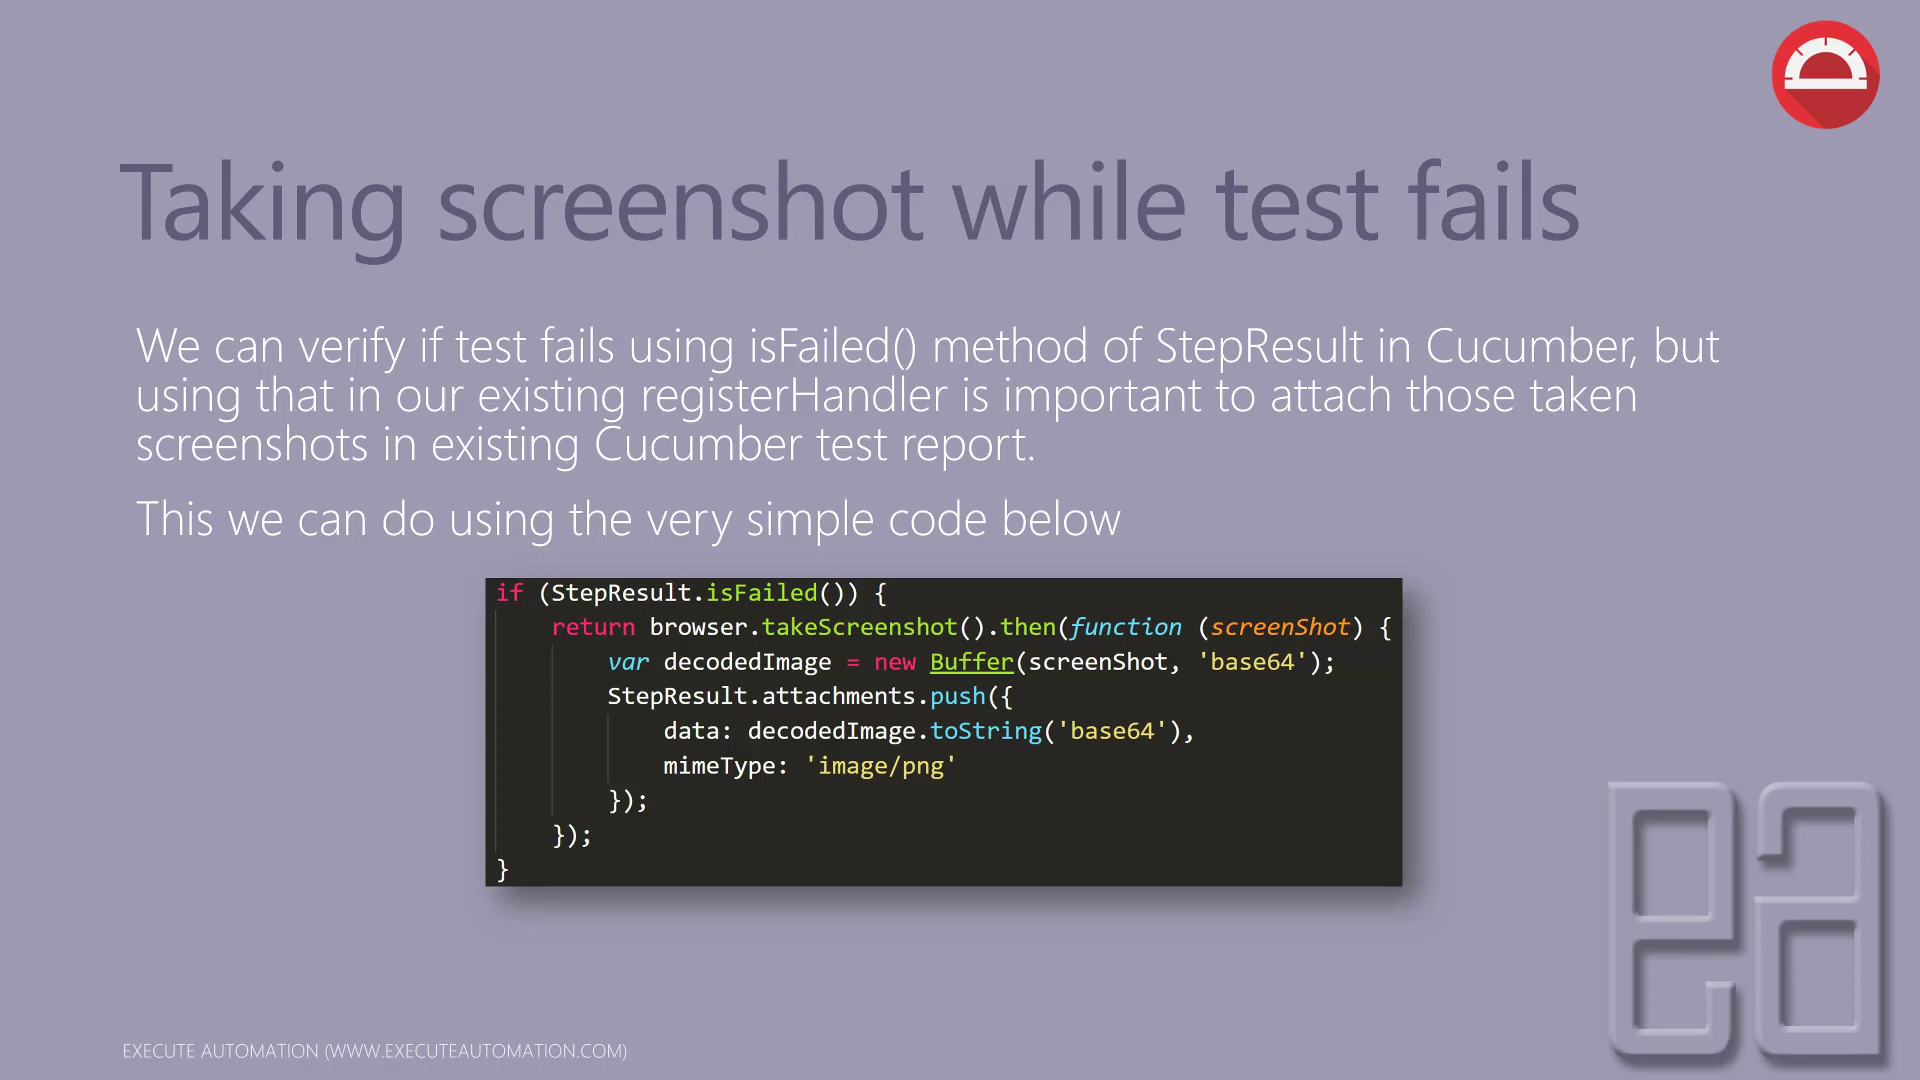 Taking screenshot while test fails
We can verify if test fails using isFailed() method of StepResult in Cucumber, but
using that in our existing registerHandler is important to attach those taken
screenshots in existing Cucumber test report.
This we can do using the very simple code below
if (StepResult.isFailed()) {
    return browser.takeScreenshot().then(function (screenShot) {
        var decodedImage = new Buffer(screenShot, 'base64');
        StepResult.attachments.push({
            data: decodedImage.toString('base64'),
            mimeType: 'image/png'
        });
    });
}
ea
EXECUTE AUTOMATION (WWW.EXECUTEAUTOMATION.COM)